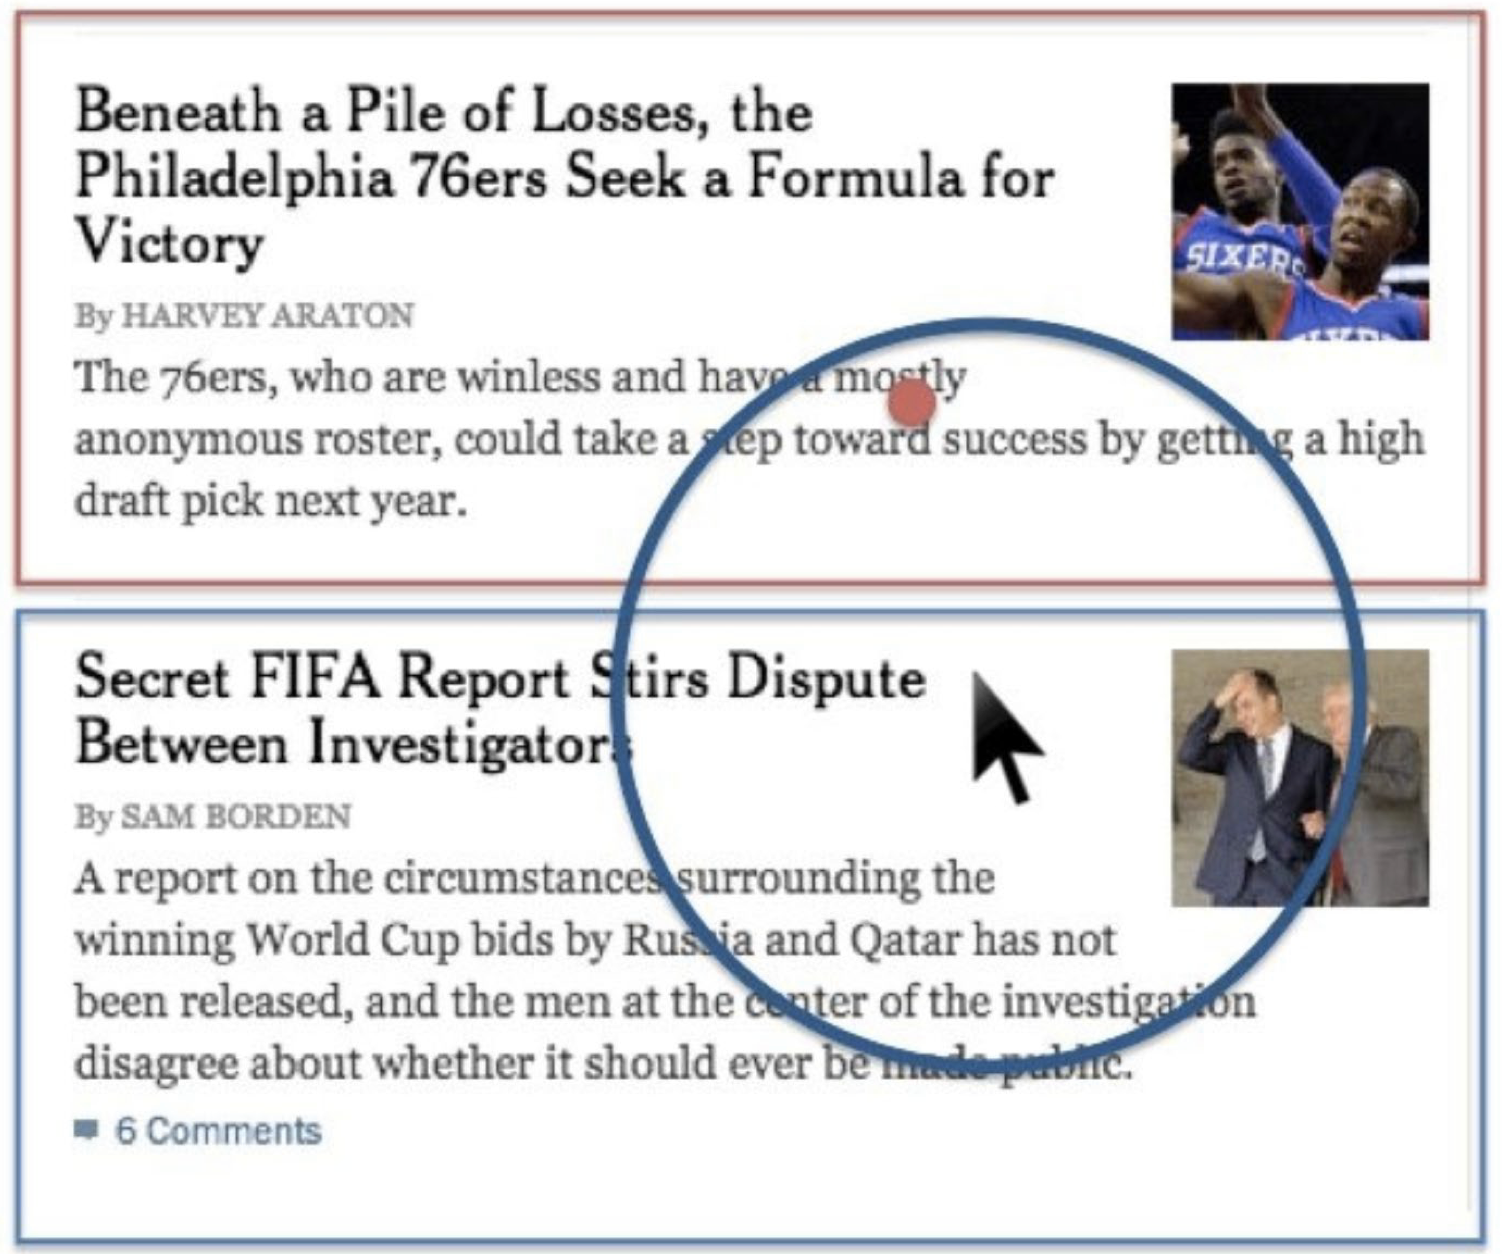 Beneath a Pile of Losses, the
Philadelphia 76ers Seek a Formula for
Victory
SIXERS
By HARVEY ARATON
The 76ers, who are winless and have a mostly
anonymous roster, could take a step toward success by getting a high
draft pick next year.
Secret FIFA Report Stirs Dispute
Between Investigators
By SAM BORDEN
A report on the circumstances surrounding the
winning World Cup bids by Russia and Qatar has not
been released, and the men at the center of the investigation
disagree about whether it should ever be made public.
6 Comments